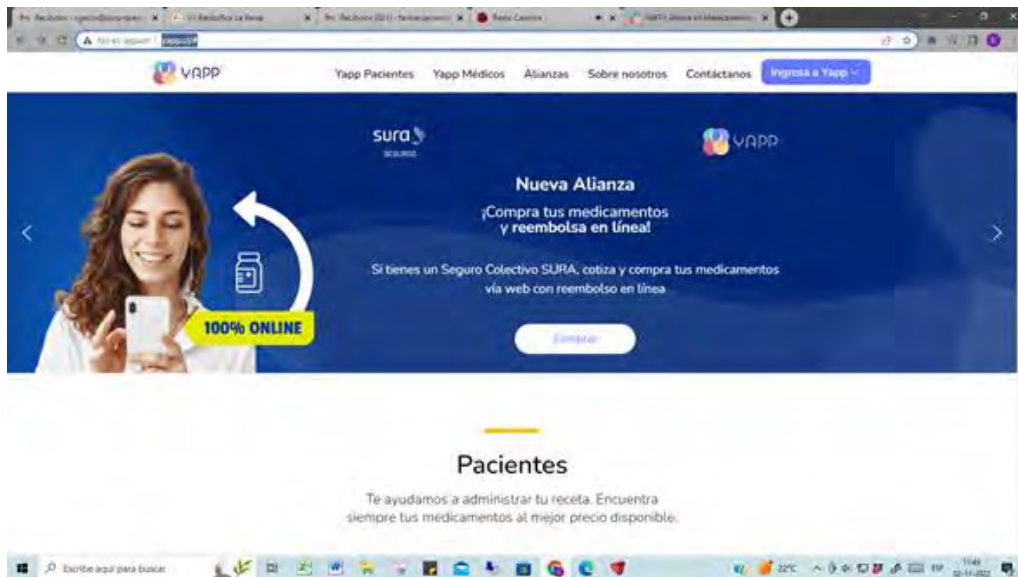 YAPP
Yapp Pacientes
Yapp Médicos
Alianzas
Sobre nosotros
Contáctanos
Ingresa a Yapp
sura
SEGUROS
YAPP
Nueva Alianza
¡Compra tus medicamentos
y reembolsa en línea!
Si tienes un Seguro Colectivo SURA, cotiza y compra tus medicamentos
vía web con reembolso en línea
100% ONLINE
Comprar
Pacientes
Te ayudamos a administrar tu receta. Encuentra
siempre tus medicamentos al mejor precio disponible.
Escribe aquí para buscar
22°C
ESP